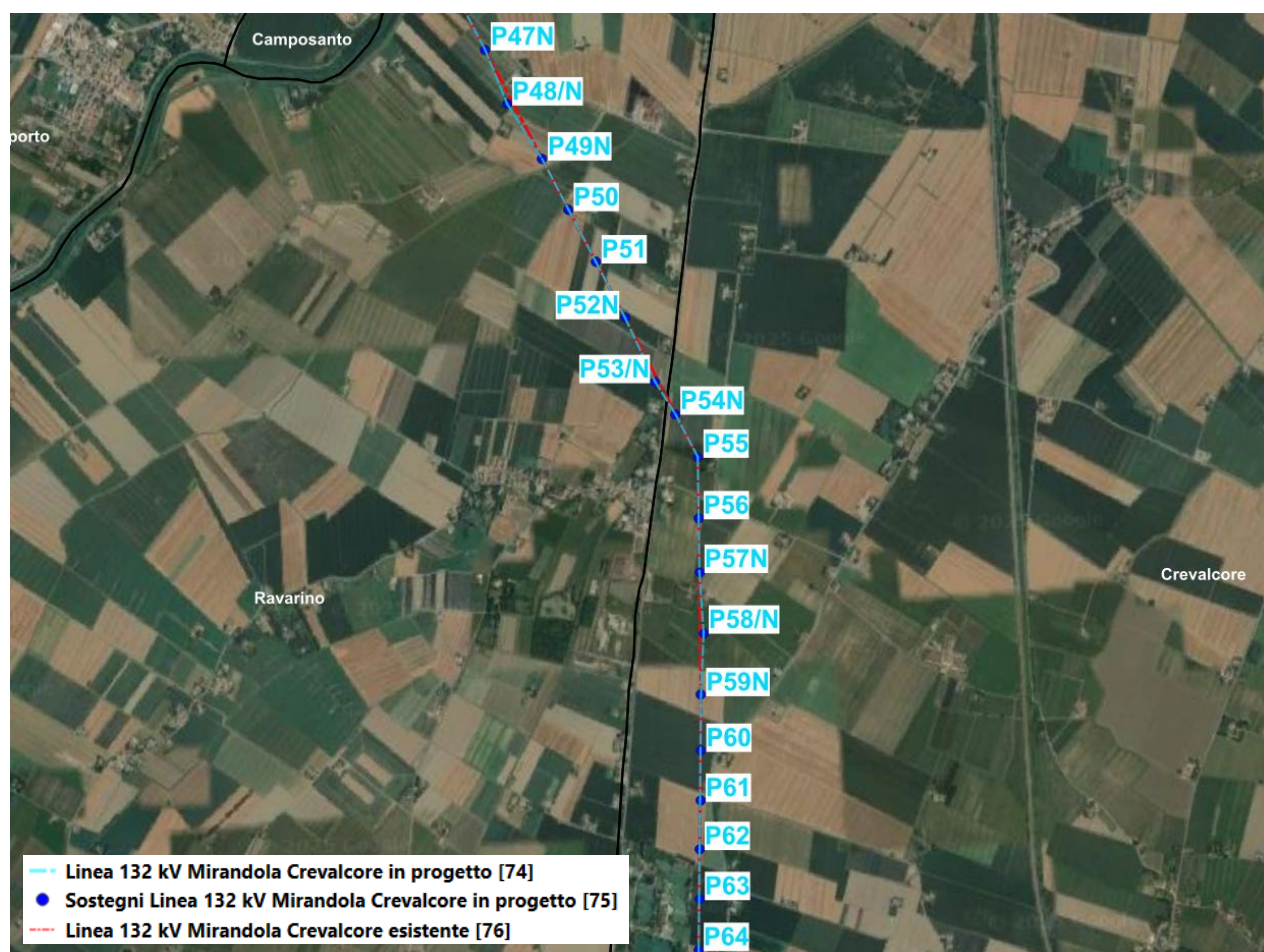 Camposanto
P47N
P48/N
porto
P49N
P50
P51
P52N
P53/N
P54N
P55
P56
P57N
Crevalcore
Ravarino
P58/N
P59N
P60
P61
P62
P63
P64
Linea 132 kV Mirandola Crevalcore in progetto [74]
Sostegni Linea 132 kV Mirandola Crevalcore in progetto [75]
Linea 132 kV Mirandola Crevalcore esistente [76]